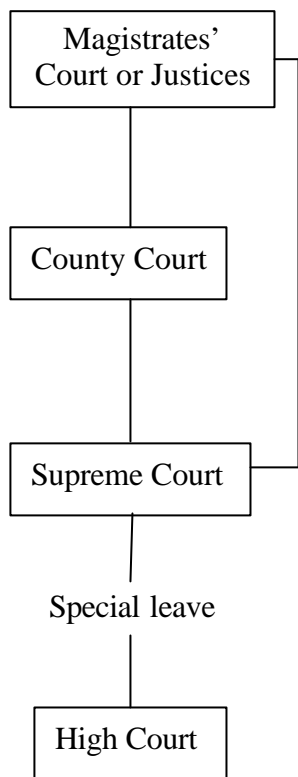 Magistrates’
Court or Justices
County Court
Supreme Court
Special leave
High Court